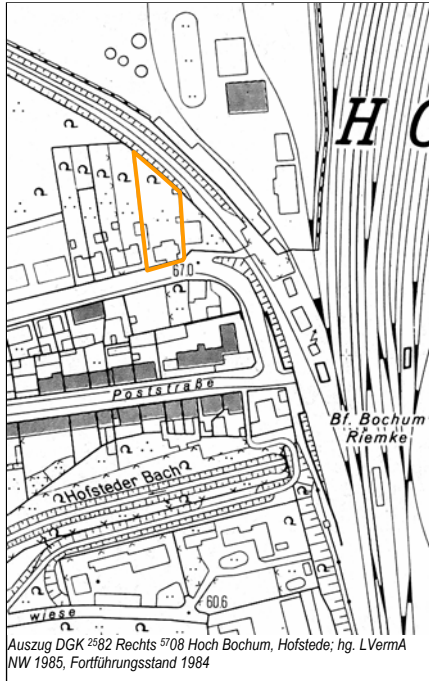 H O
67.0
Poststraße
Bf. Bochum
Riemke
Hofsteder Bach
60.6
wiese
Auszug DGK ²⁵82 Rechts ⁵⁷08 Hoch Bochum, Hofstede; hg. LVermA
NW 1985, Fortführungsstand 1984